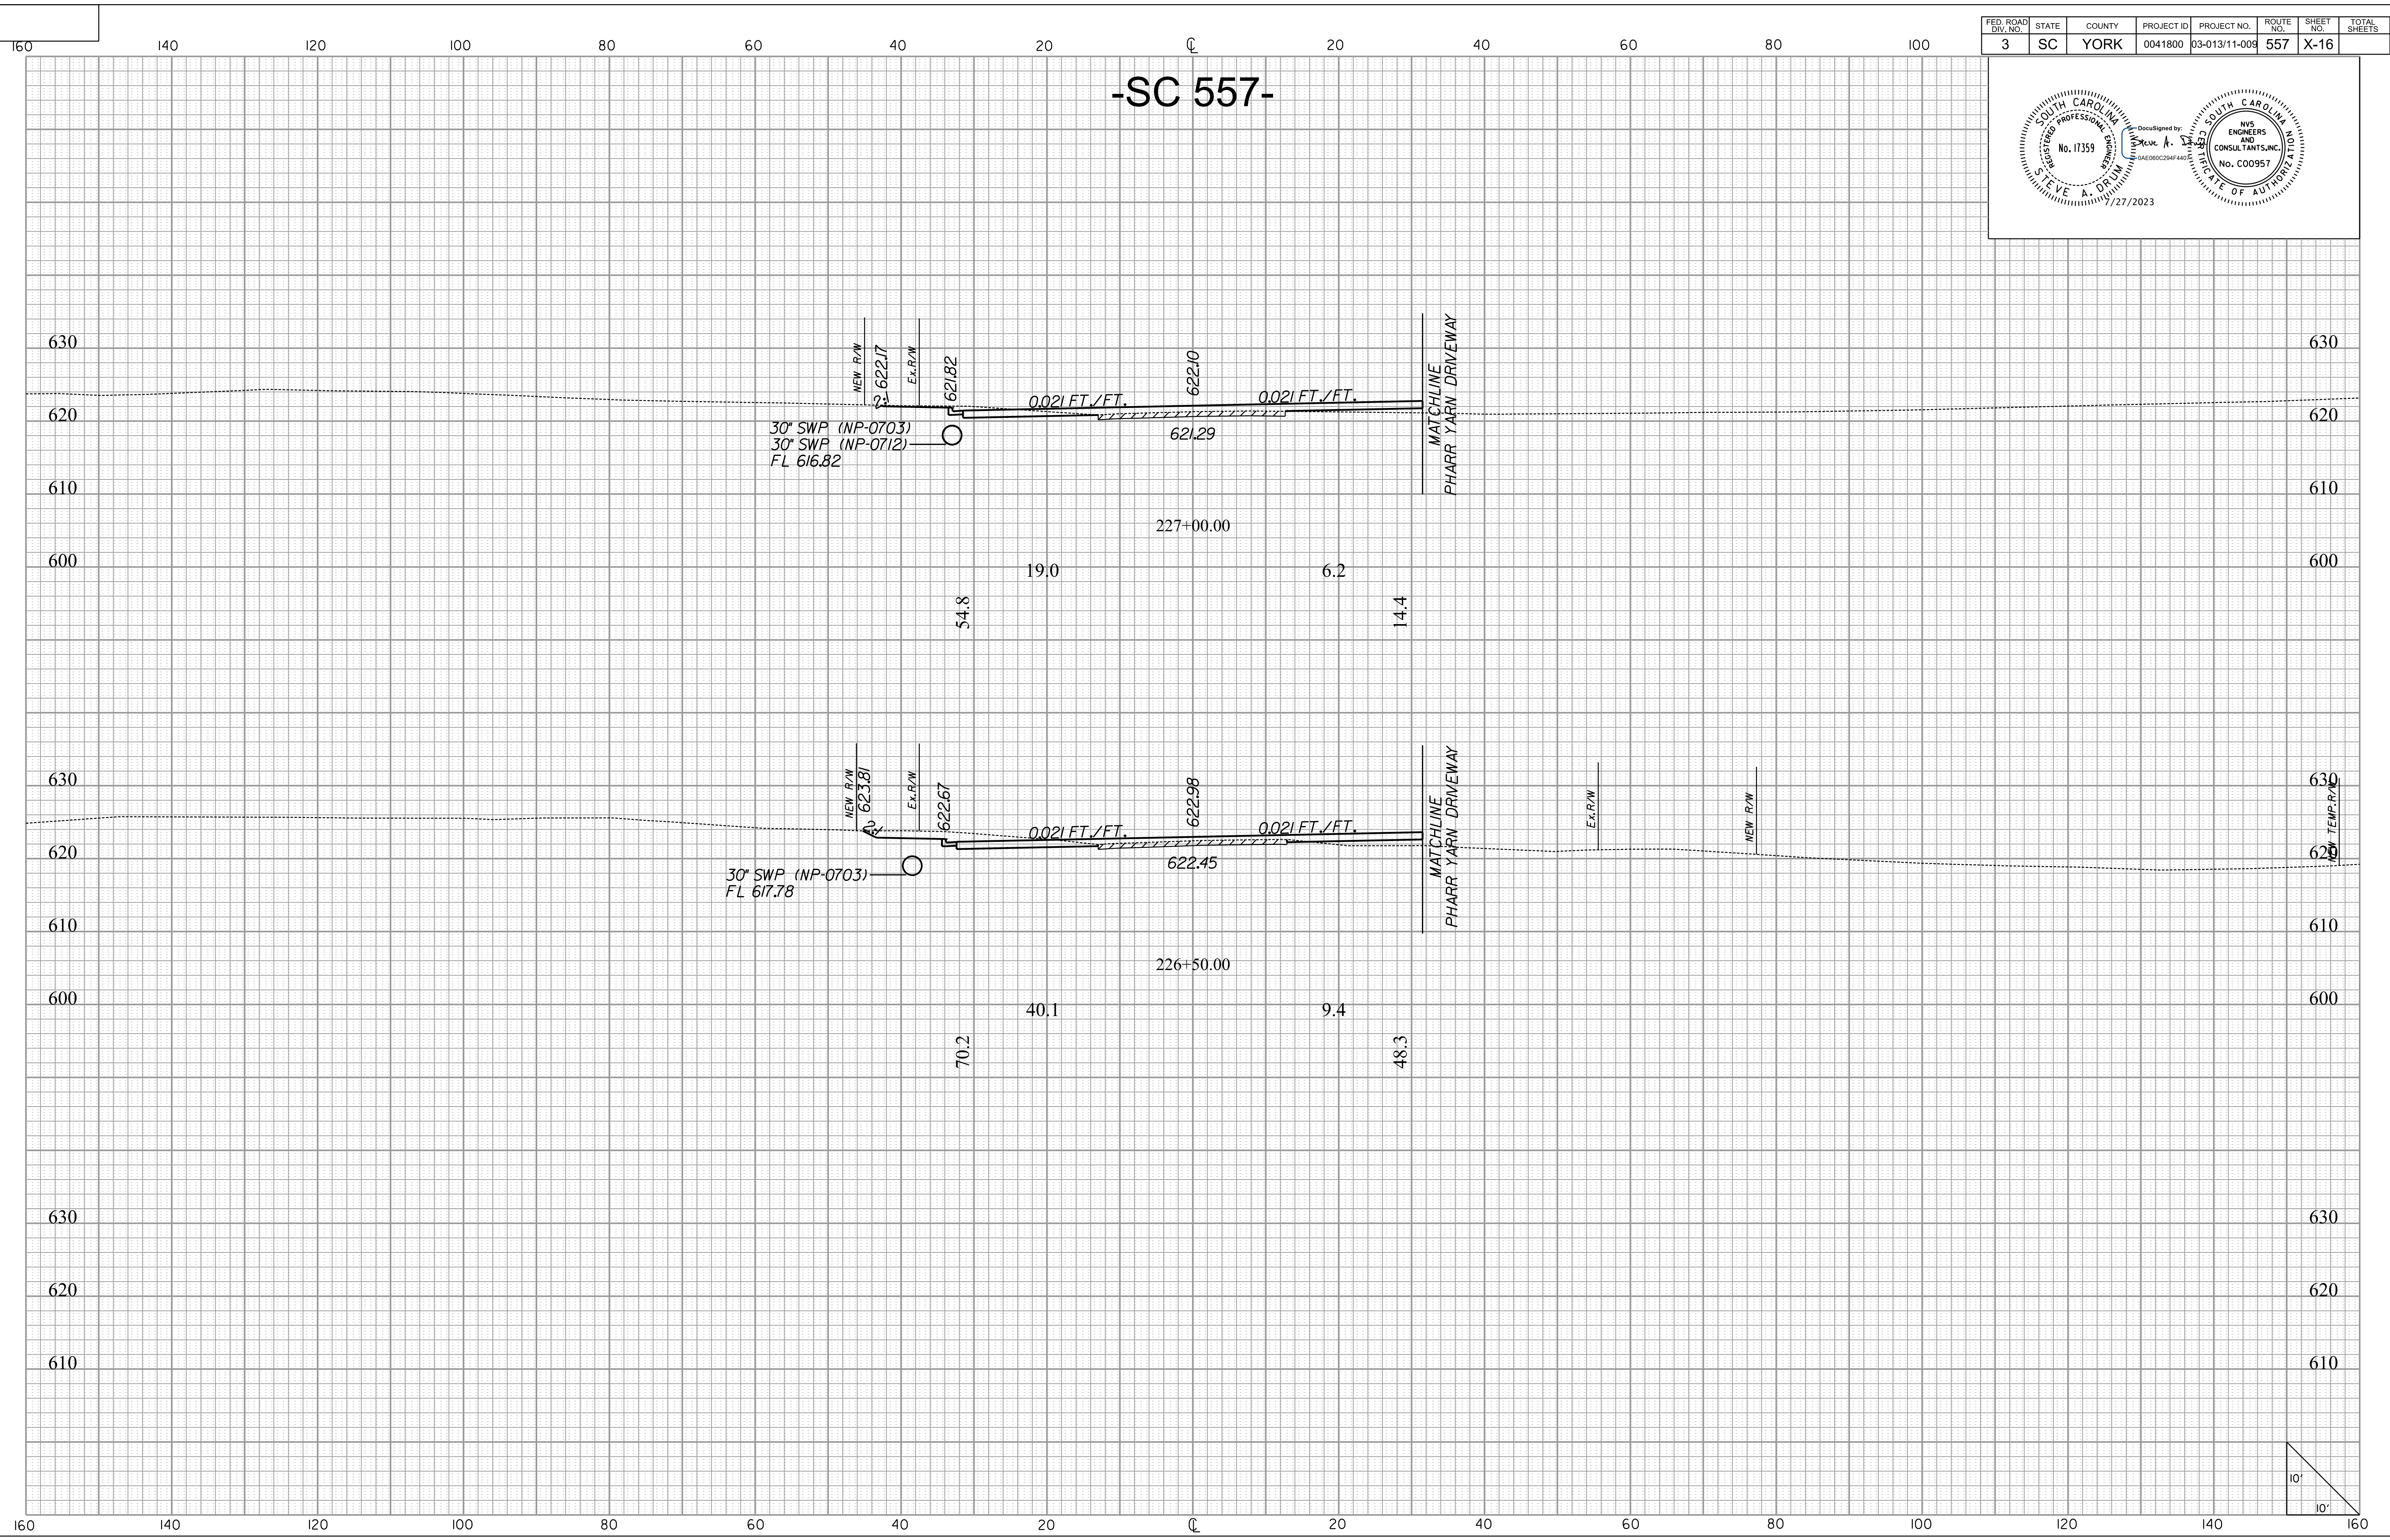 FED. ROAD DIV. NO. STATE COUNTY PROJECT ID PROJECT NO. ROUTE NO. SHEET NO. TOTAL SHEETS
3 SC YORK 0041800 03-013/11-009 557 X-16
160 140 120 100 80 60 40 20 ℄ 20 40 60 80 100
-SC 557-
SOUTH CAROLINA
REGISTERED PROFESSIONAL ENGINEER
No. 17359
STEVE A. DRUM
7/27/2023
DocuSigned by:
Steve A. Drum
0AE060C294F4407
SOUTH CAROLINA
CERTIFICATE OF AUTHORIZATION
NV5
ENGINEERS
AND
CONSULTANTS,INC.
No. C00957
630 630
NEW R/W
622.17
2:1
Ex.R/W
621.82
0.021 FT./FT.
622.10
0.021 FT./FT.
MATCHLINE
PHARR YARN DRIVEWAY
620 620
30" SWP (NP-0703)
30" SWP (NP-0712)
FL 616.82
621.29
610 610
227+00.00
600 600
19.0 6.2
54.8 14.4
630 630
NEW R/W
623.81
2:1
Ex.R/W
622.67
0.021 FT./FT.
622.98
0.021 FT./FT.
MATCHLINE
PHARR YARN DRIVEWAY
Ex.R/W
NEW R/W
NEW TEMP.R/W
620 620
30" SWP (NP-0703)
FL 617.78
622.45
610 610
226+50.00
600 600
40.1 9.4
70.2 48.3
630 630
620 620
610 610
10'
10'
160 140 120 100 80 60 40 20 ℄ 20 40 60 80 100 120 140 160